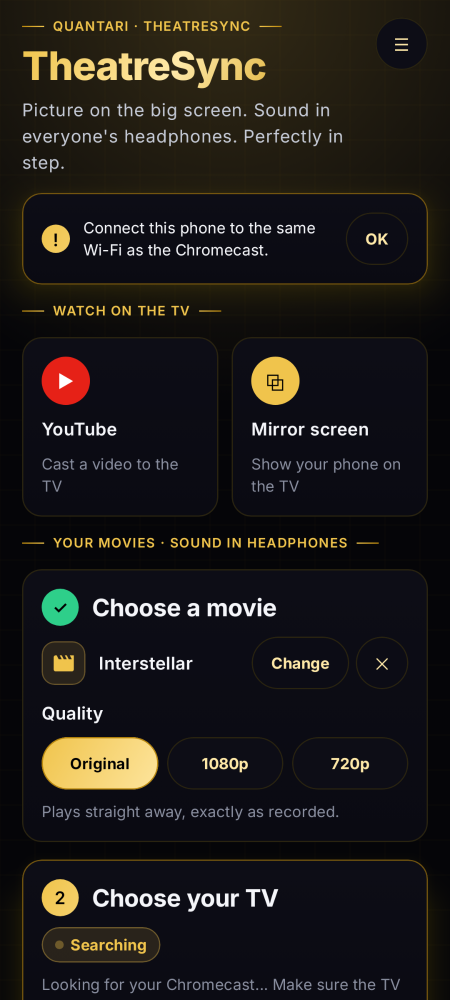 QUANTARI · THEATRESYNC
TheatreSync
Picture on the big screen. Sound in
everyone's headphones. Perfectly in
step.
!
Connect this phone to the same
Wi-Fi as the Chromecast.
OK
WATCH ON THE TV
YouTube
Cast a video to the
TV
Mirror screen
Show your phone on
the TV
YOUR MOVIES · SOUND IN HEADPHONES
Choose a movie
Interstellar
Change
Quality
Original
1080p
720p
Plays straight away, exactly as recorded.
2
Choose your TV
Searching
Looking for your Chromecast... Make sure the TV